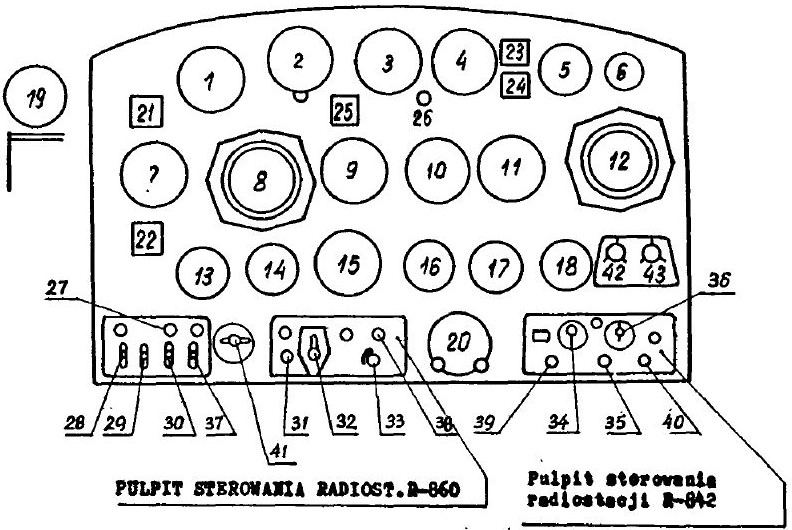 1 2 3 4 23 5 6
24
19 21 25 26
7 8 9 10 11 12
22
13 14 15 16 17 18 42 43
27 36
20
28 29 30 37 31 32 33 38 39 34 35 40
41
PULPIT STEROWANIA RADIOST.R-860
Pulpit sterowania
radiostacji R-842